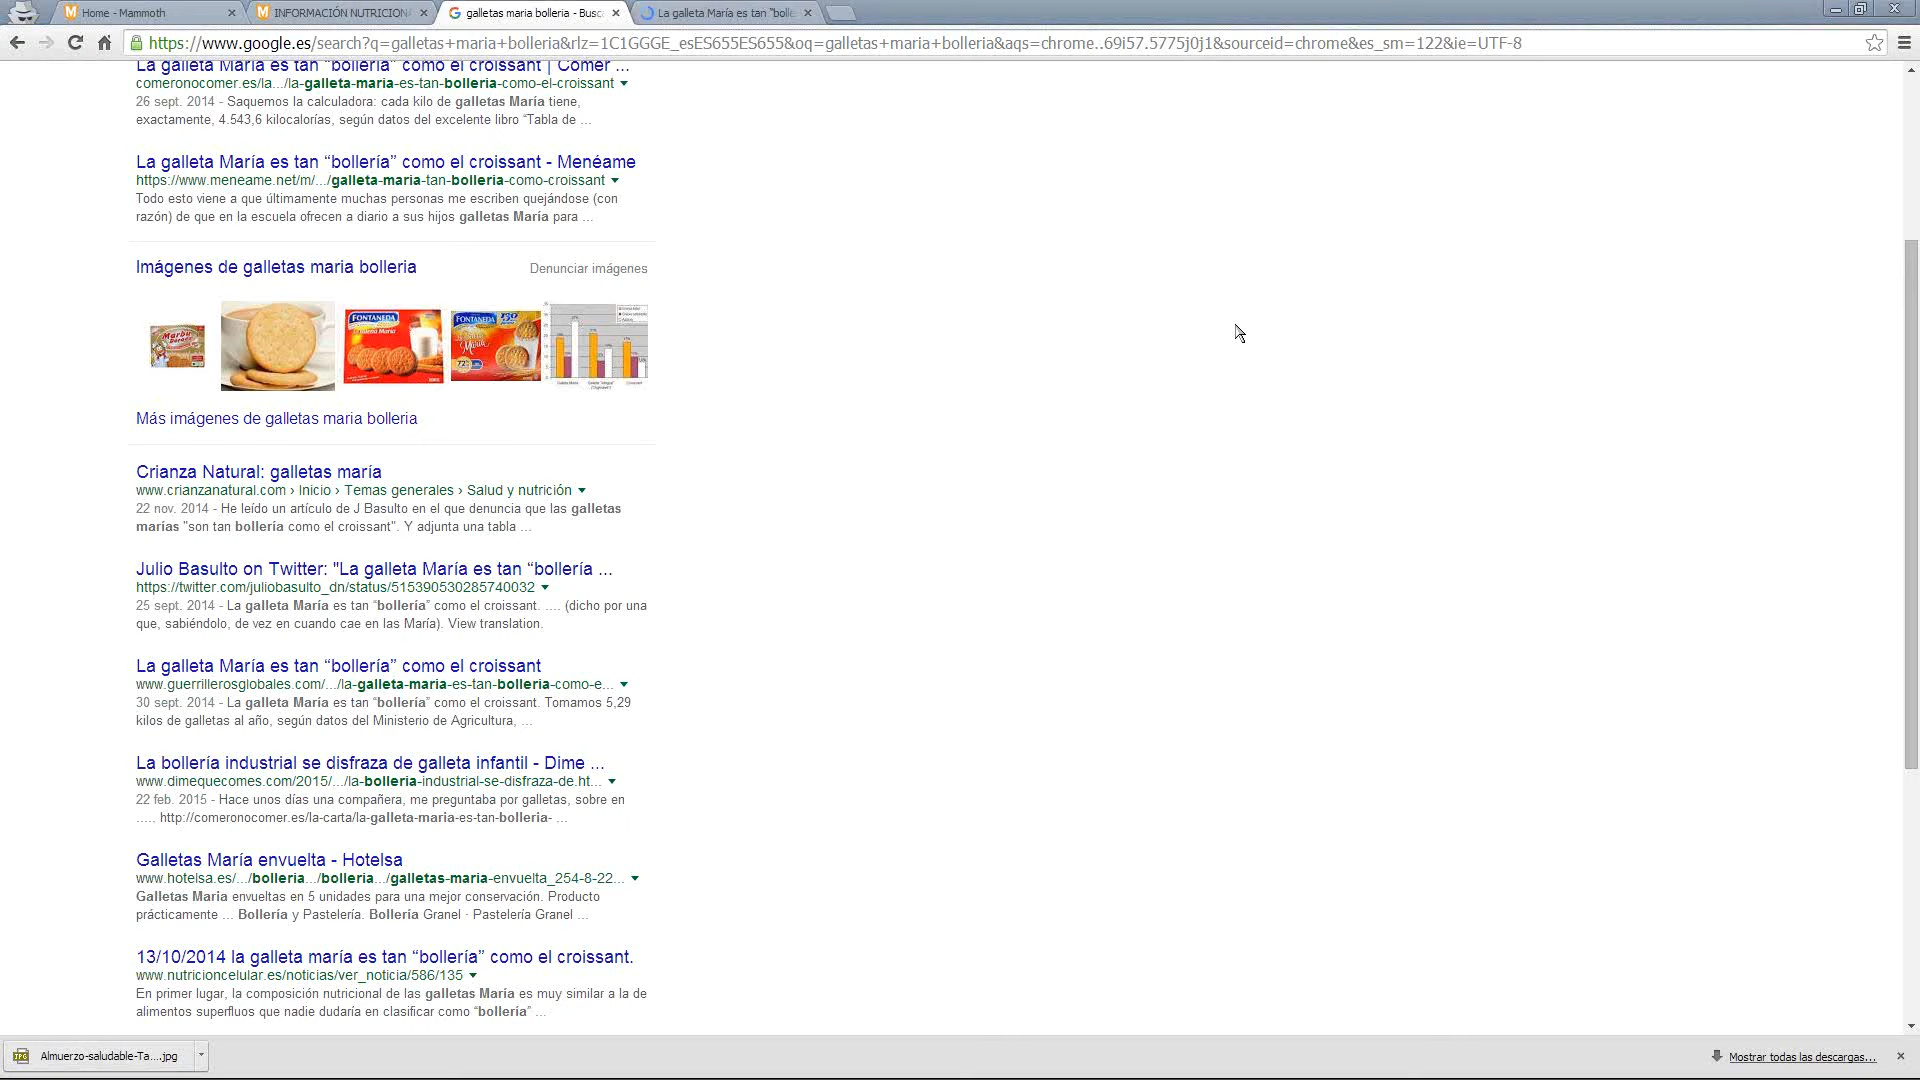 Home - Mammoth
INFORMACIÓN NUTRICION
galletas maria bolleria - Busc
La galleta María es tan “bolle
https://www.google.es/search?q=galletas+maria+bolleria&rlz=1C1GGGE_esES655ES655&oq=galletas+maria+bolleria&aqs=chrome..69i57.5775j0j1&sourceid=chrome&es_sm=122&ie=UTF-8
La galleta María es tan “bollería” como el croissant | Comer ...
comeronocomer.es/la.../la-galleta-maria-es-tan-bolleria-como-el-croissant
26 sept. 2014 - Saquemos la calculadora: cada kilo de galletas María tiene,
exactamente, 4.543,6 kilocalorías, según datos del excelente libro “Tabla de ...
La galleta María es tan “bollería” como el croissant - Menéame
https://www.meneame.net/m/.../galleta-maria-tan-bolleria-como-croissant
Todo esto viene a que últimamente muchas personas me escriben quejándose (con
razón) de que en la escuela ofrecen a diario a sus hijos galletas María para ...
Imágenes de galletas maria bolleria
Denunciar imágenes
FONTANEDA
FONTANEDA
Más imágenes de galletas maria bolleria
Crianza Natural: galletas maría
www.crianzanatural.com › Inicio › Temas generales › Salud y nutrición
22 nov. 2014 - He leído un artículo de J Basulto en el que denuncia que las galletas
marías "son tan bollería como el croissant". Y adjunta una tabla ...
Julio Basulto on Twitter: "La galleta María es tan “bollería ...
https://twitter.com/juliobasulto_dn/status/515390530285740032
25 sept. 2014 - La galleta María es tan “bollería” como el croissant. .... (dicho por una
que, sabiéndolo, de vez en cuando cae en las María). View translation.
La galleta María es tan “bollería” como el croissant
www.guerrillerosglobales.com/.../la-galleta-maria-es-tan-bolleria-como-e...
30 sept. 2014 - La galleta María es tan “bollería” como el croissant. Tomamos 5,29
kilos de galletas al año, según datos del Ministerio de Agricultura, ...
La bollería industrial se disfraza de galleta infantil - Dime ...
www.dimequecomes.com/2015/.../la-bolleria-industrial-se-disfraza-de.ht...
22 feb. 2015 - Hace unos días una compañera, me preguntaba por galletas, sobre en
...... http://comeronocomer.es/la-carta/la-galleta-maria-es-tan-bolleria- ...
Galletas María envuelta - Hotelsa
www.hotelsa.es/.../bolleria.../bolleria.../galletas-maria-envuelta_254-8-22...
Galletas Maria envueltas en 5 unidades para una mejor conservación. Producto
prácticamente ... Bollería y Pastelería. Bolleria Granel · Pastelería Granel ...
13/10/2014 la galleta maría es tan “bollería” como el croissant.
www.nutricioncelular.es/noticias/ver_noticia/586/135
En primer lugar, la composición nutricional de las galletas María es muy similar a la de
alimentos superfluos que nadie dudaría en clasificar como “bollería” ...
Almuerzo-saludable-Ta....jpg
Mostrar todas las descargas...